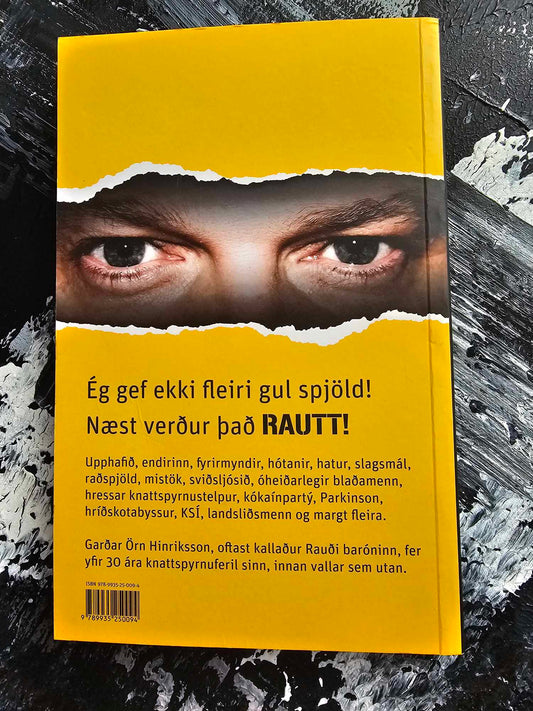 Ég gef ekki fleiri gul spjöld!
Næst verður það RAUTT!
Upphafið, endirinn, fyrirmyndir, hótanir, hatur, slagsmál,
raðspjöld, mistök, sviðsljósið, óheiðarlegir blaðamenn,
hressar knattspyrnustelpur, kókaínpartý, Parkinson,
hríðskotabyssur, KSÍ, landsliðsmenn og margt fleira.
Garðar Örn Hinriksson, oftast kallaður Rauði baróninn, fer
yfir 30 ára knattspyrnuferil sinn, innan vallar sem utan.
ISBN 978-9935-25-009-4
9 789935 250094